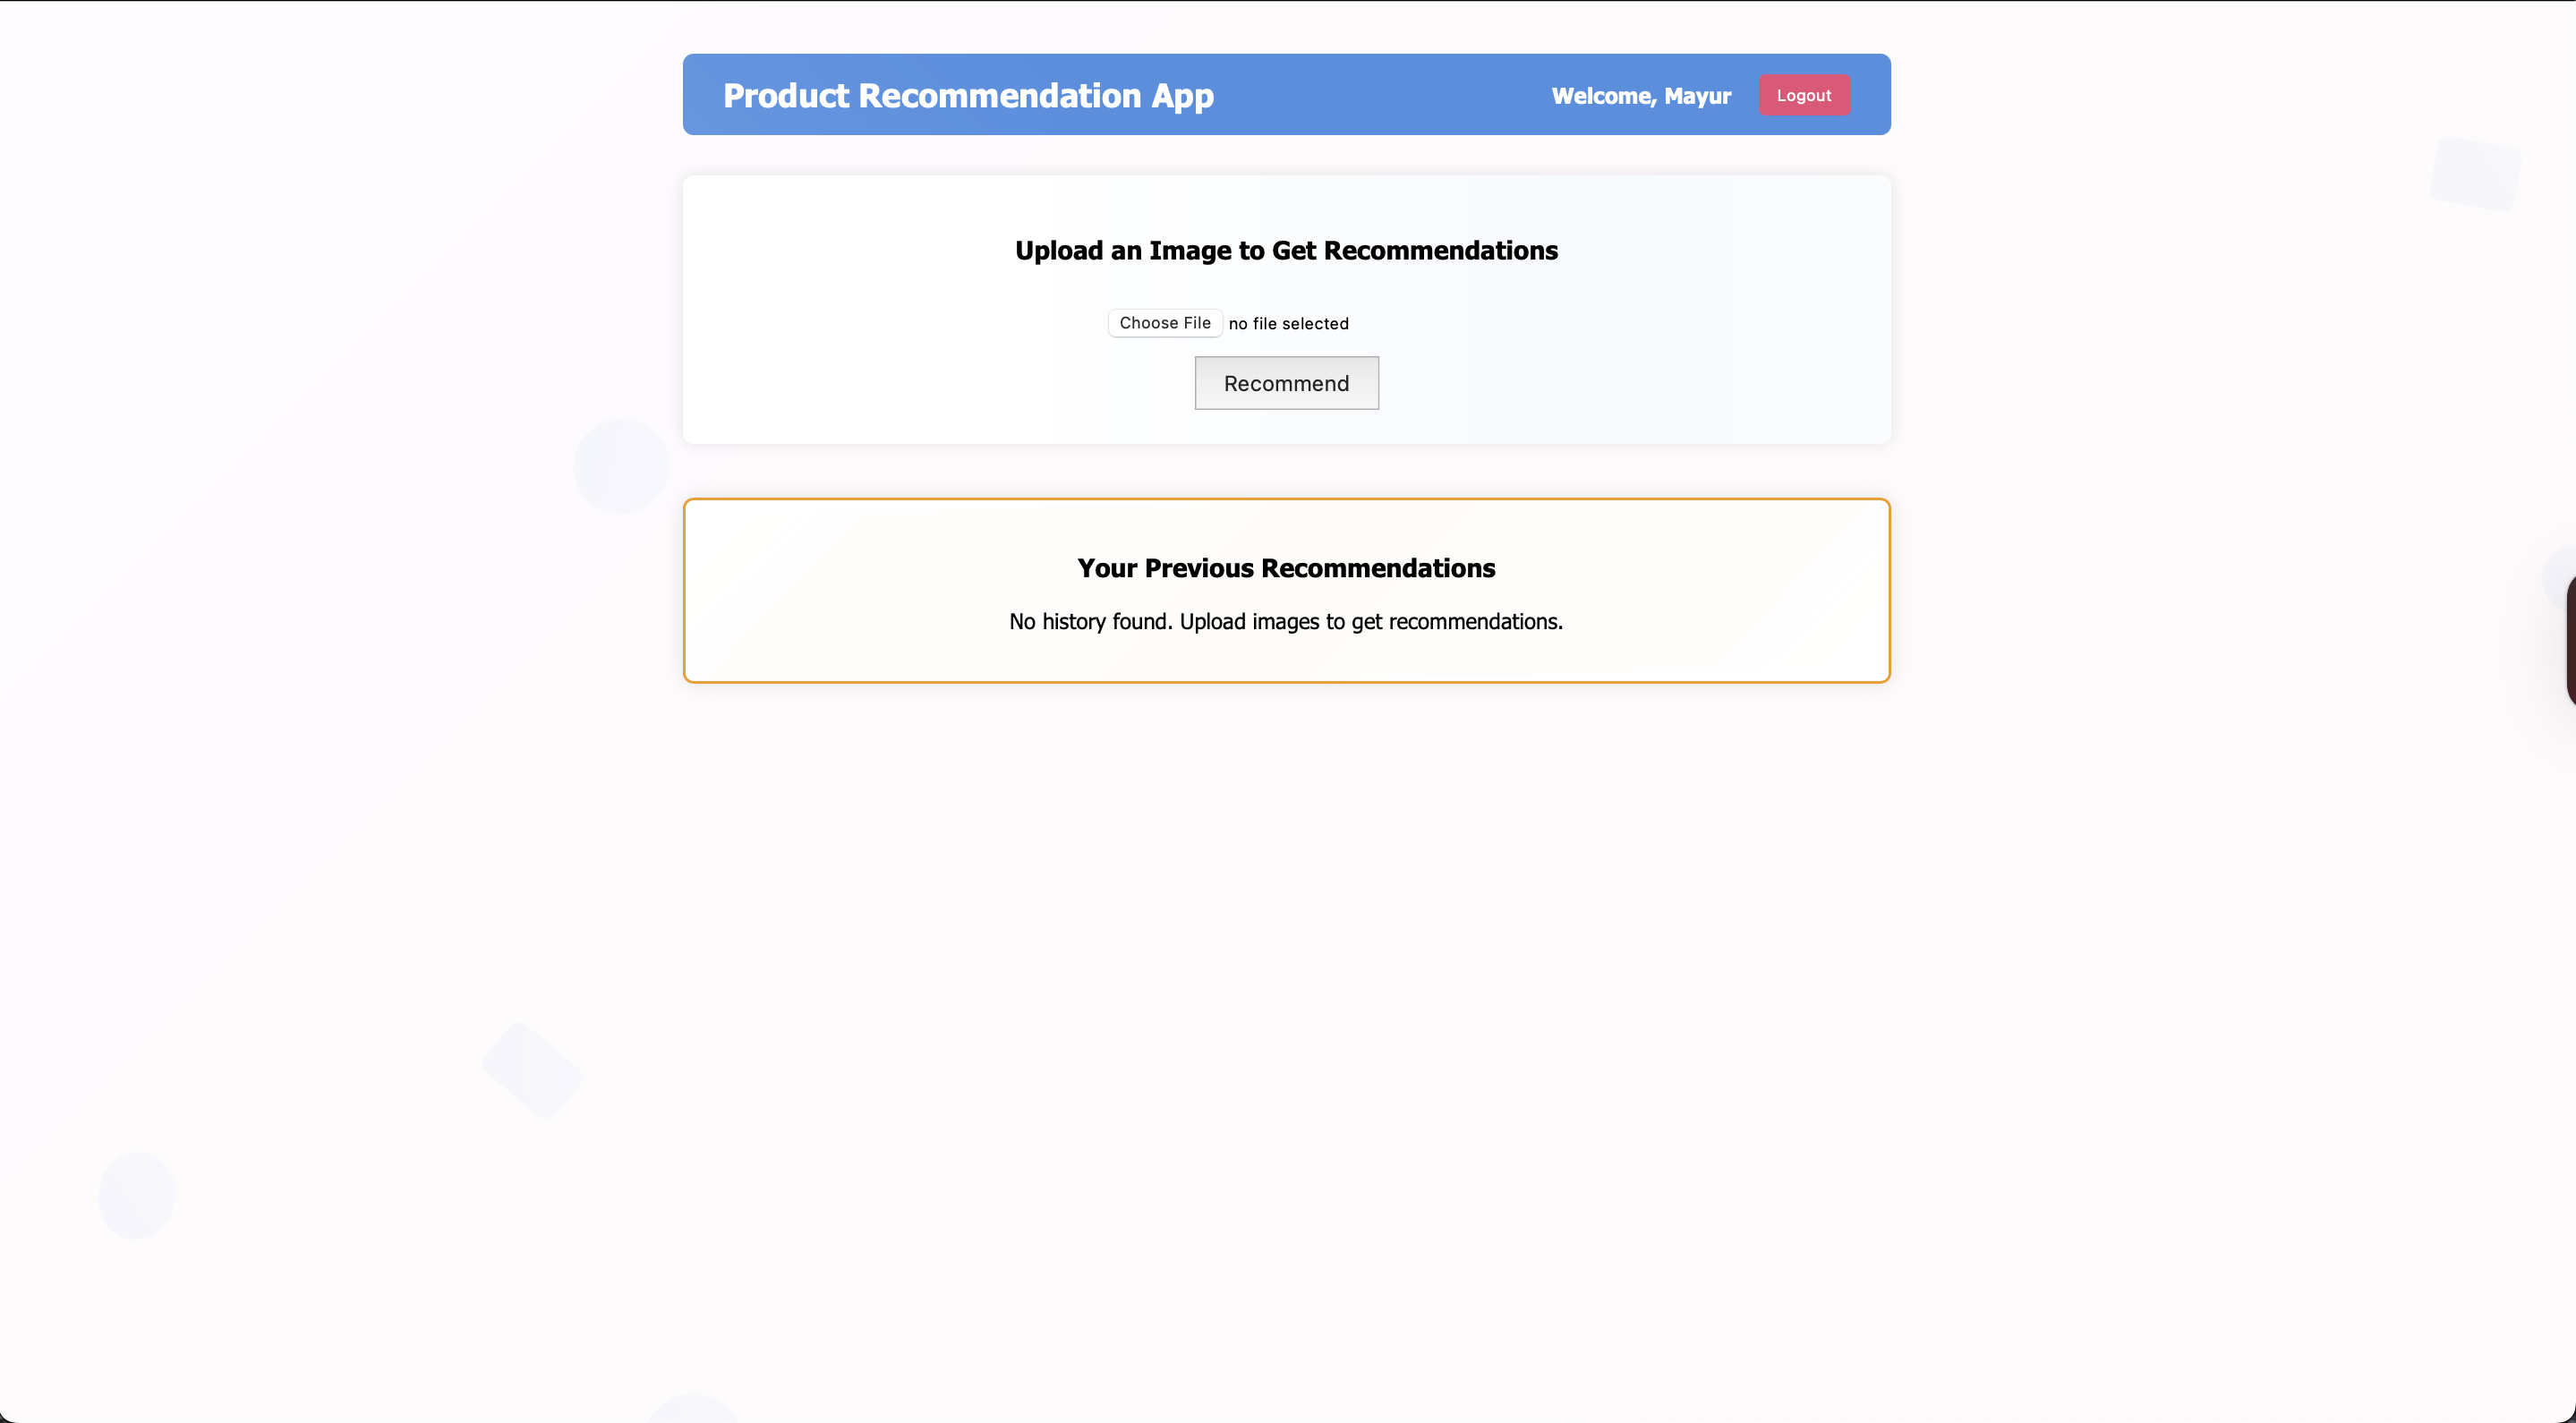 Product Recommendation App
Welcome, Mayur
Logout
Upload an Image to Get Recommendations
Choose File no file selected
Recommend
Your Previous Recommendations
No history found. Upload images to get recommendations.